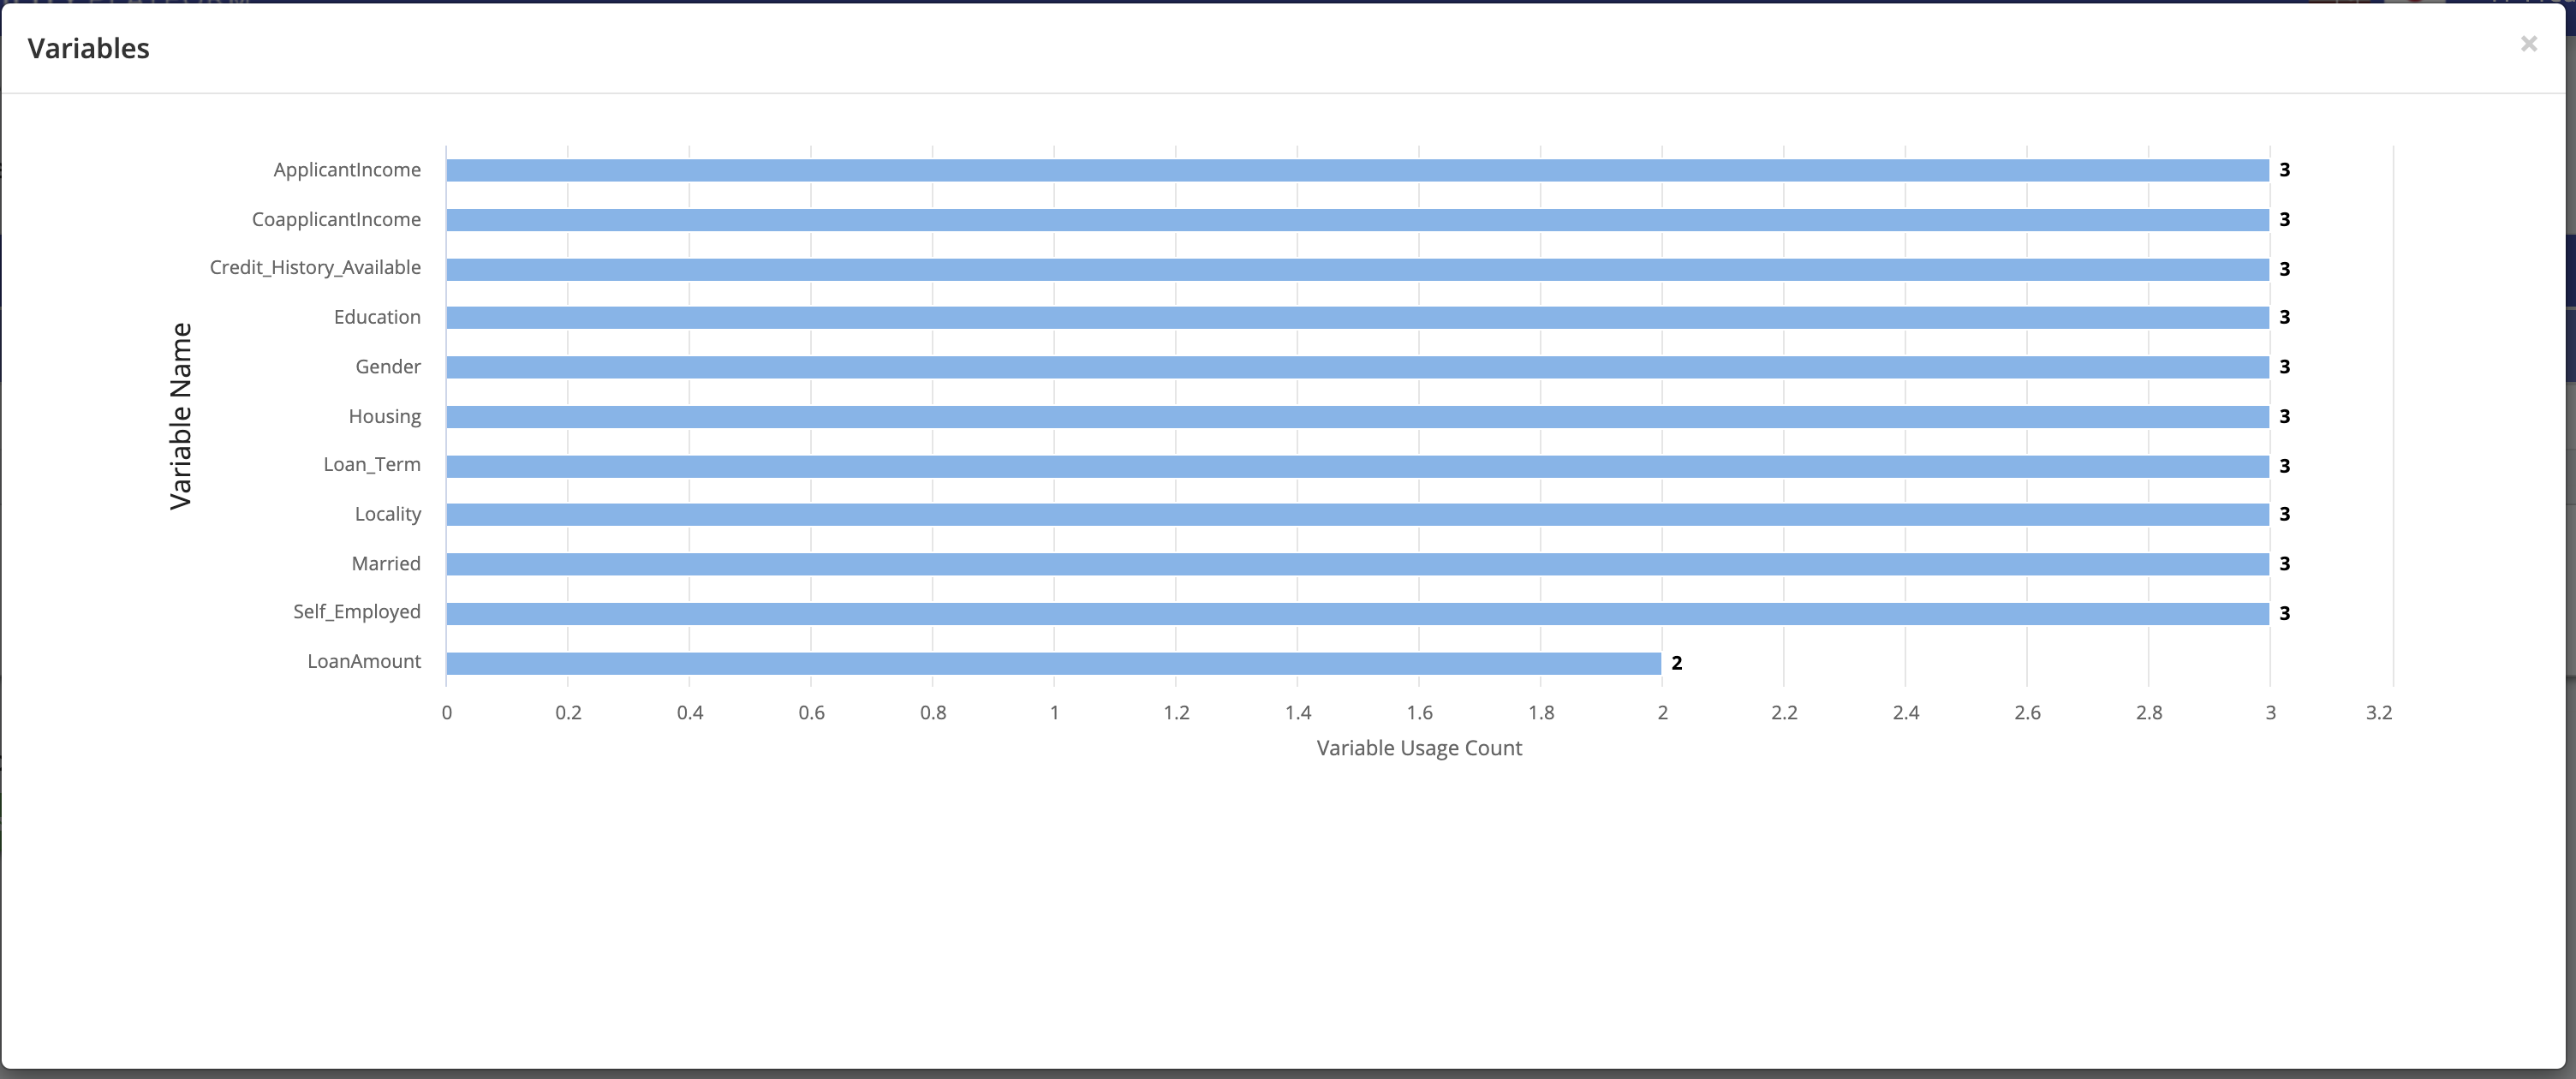 Variables
×
Variable Name
ApplicantIncome 3
CoapplicantIncome 3
Credit_History_Available 3
Education 3
Gender 3
Housing 3
Loan_Term 3
Locality 3
Married 3
Self_Employed 3
LoanAmount 2
0 0.2 0.4 0.6 0.8 1 1.2 1.4 1.6 1.8 2 2.2 2.4 2.6 2.8 3 3.2
Variable Usage Count